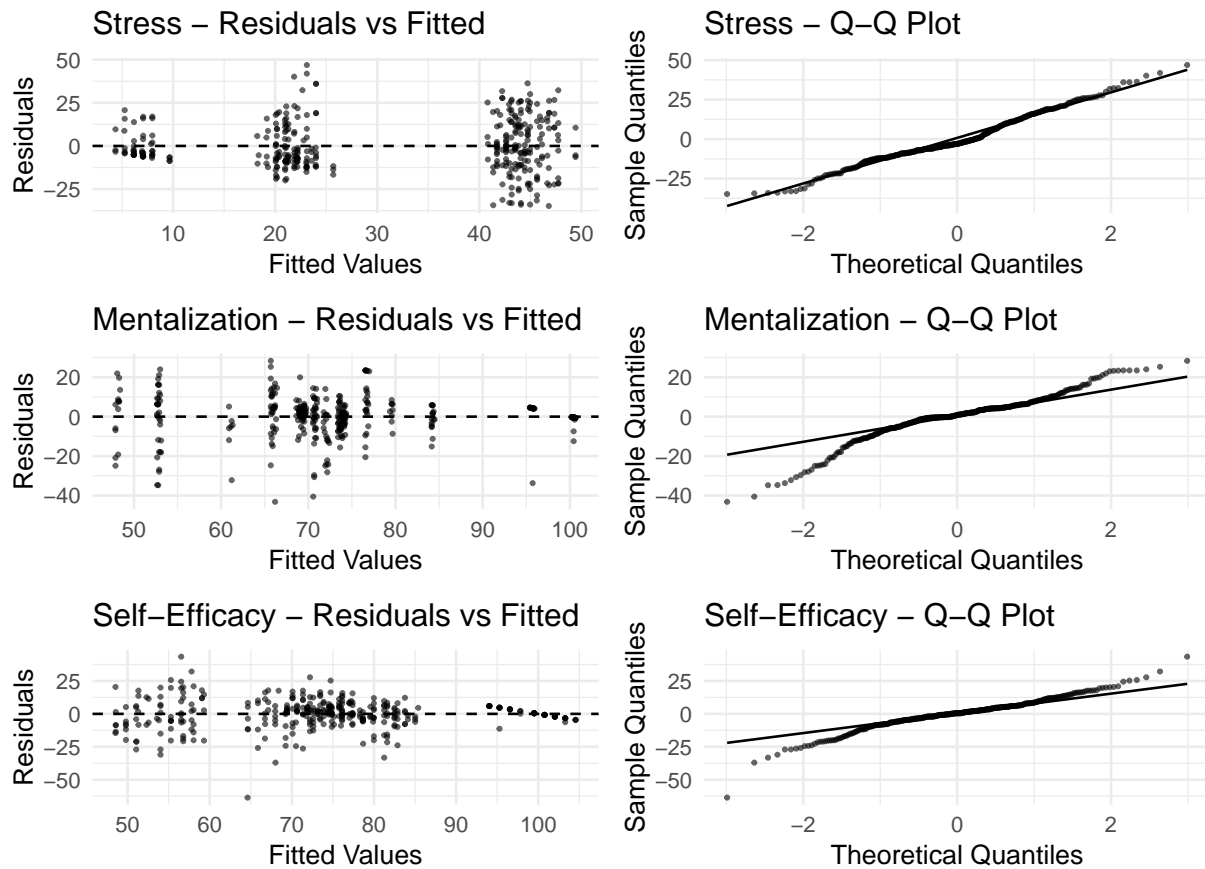 Stress − Residuals vs Fitted
Residuals
50
25
0
−25
10 20 30 40 50
Fitted Values
Stress − Q−Q Plot
Sample Quantiles
50
25
0
−25
−2 0 2
Theoretical Quantiles
Mentalization − Residuals vs Fitted
Residuals
20
0
−20
−40
50 60 70 80 90 100
Fitted Values
Mentalization − Q−Q Plot
Sample Quantiles
20
0
−20
−40
−2 0 2
Theoretical Quantiles
Self−Efficacy − Residuals vs Fitted
Residuals
25
0
−25
−50
50 60 70 80 90 100
Fitted Values
Self−Efficacy − Q−Q Plot
Sample Quantiles
25
0
−25
−50
−2 0 2
Theoretical Quantiles